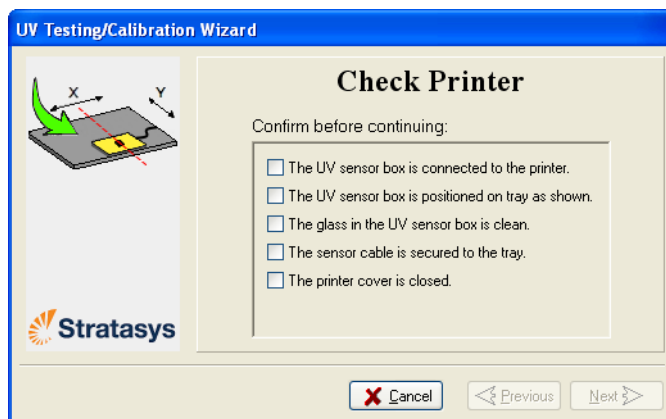 UV Testing/Calibration Wizard
X
Y
Check Printer
Confirm before continuing:
The UV sensor box is connected to the printer.
The UV sensor box is positioned on tray as shown.
The glass in the UV sensor box is clean.
The sensor cable is secured to the tray.
The printer cover is closed.
Stratasys
Cancel
Previous
Next